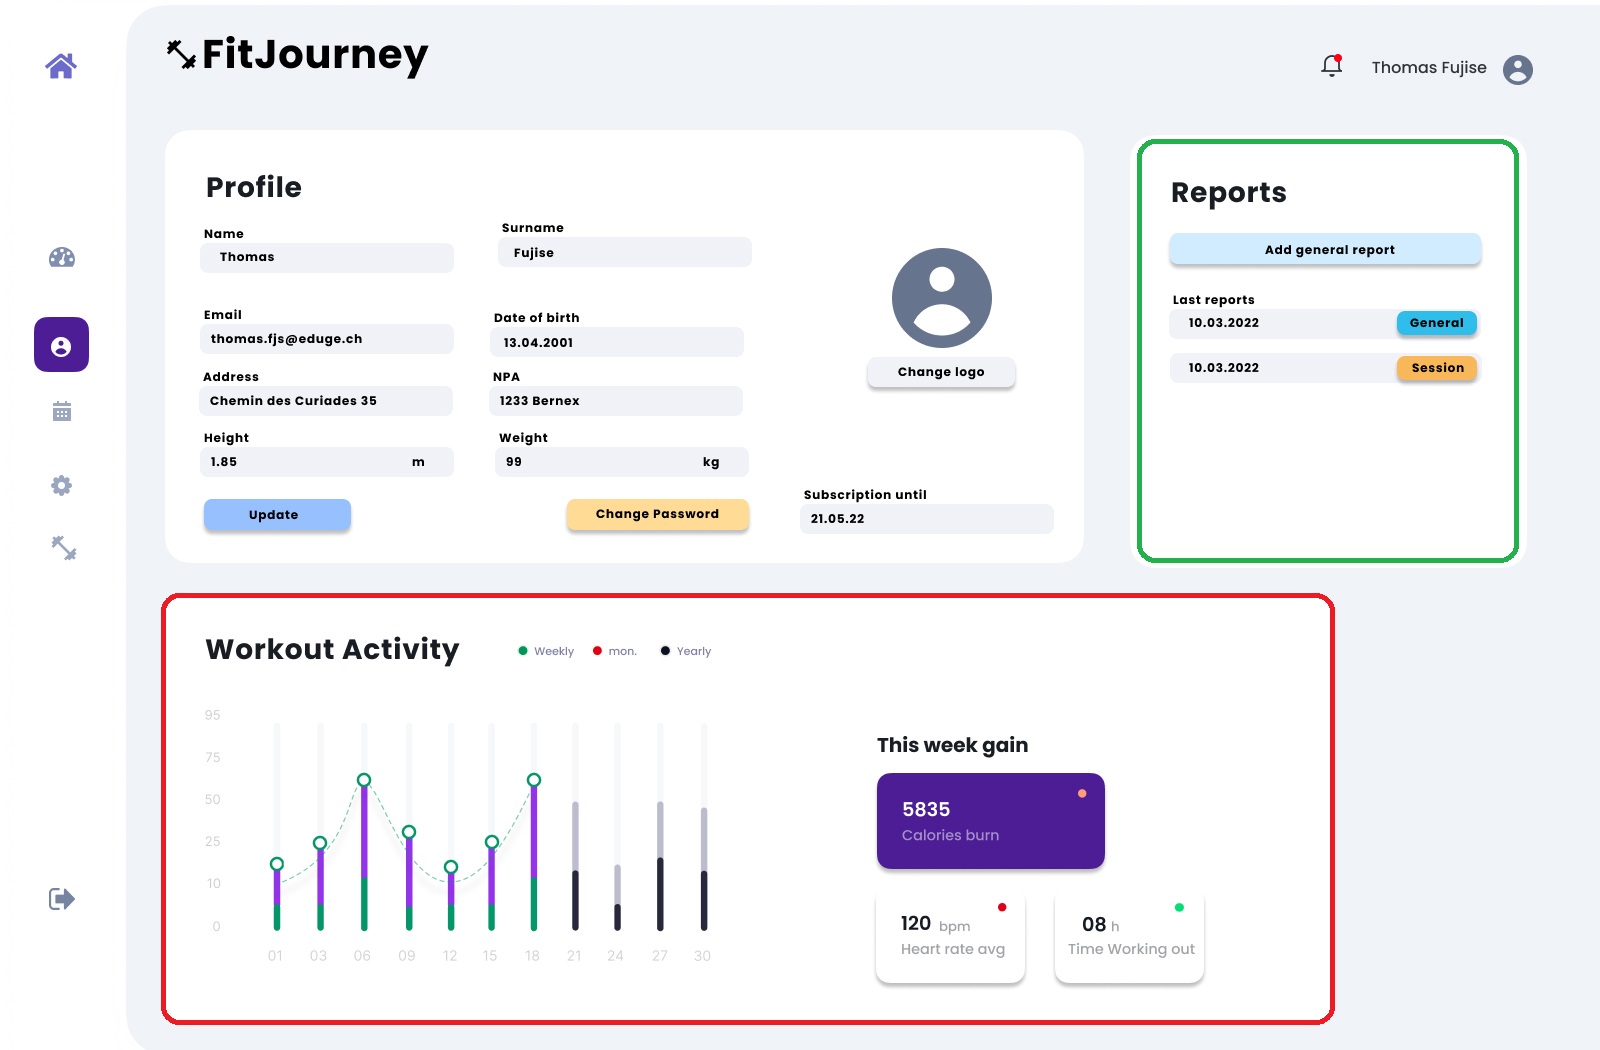 FitJourney
Thomas Fujise
Profile
Name
Thomas
Surname
Fujise
Email
thomas.fjs@eduge.ch
Date of birth
13.04.2001
Address
Chemin des Curiades 35
NPA
1233 Bernex
Height
1.85 m
Weight
99 kg
Update
Change Password
Change logo
Subscription until
21.05.22
Reports
Add general report
Last reports
10.03.2022 General
10.03.2022 Session
Workout Activity
Weekly mon. Yearly
95
75
50
25
10
0
01 03 06 09 12 15 18 21 24 27 30
This week gain
5835
Calories burn
120 bpm
Heart rate avg
08 h
Time Working out